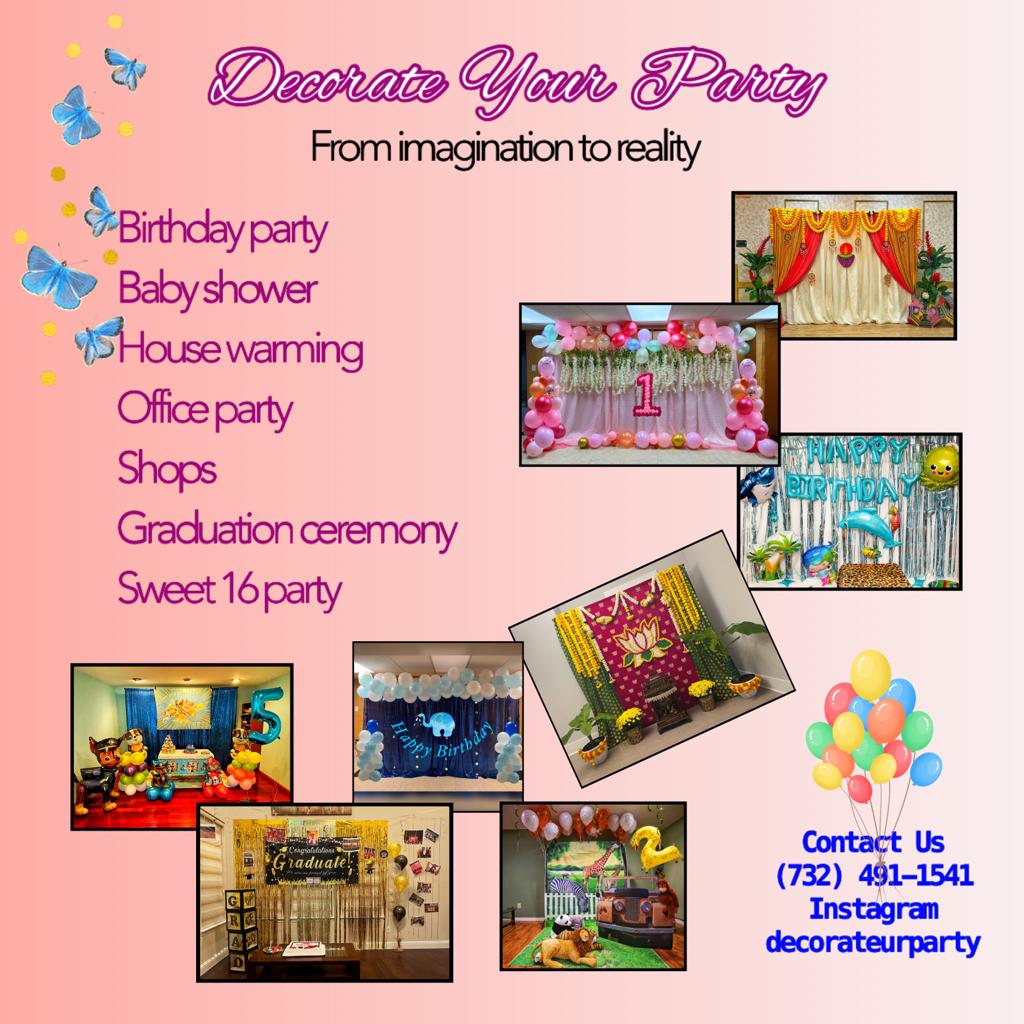 Decorate Your Party
From imagination to reality
Birthday party
Baby shower
House warming
Office party
Shops
Graduation ceremony
Sweet 16 party
1
HAPPY
BIRTHDAY
5
Happy Birthday
Congratulations
Graduate!
GRAD
2
Contact Us
(732) 491-1541
Instagram
decorateurparty